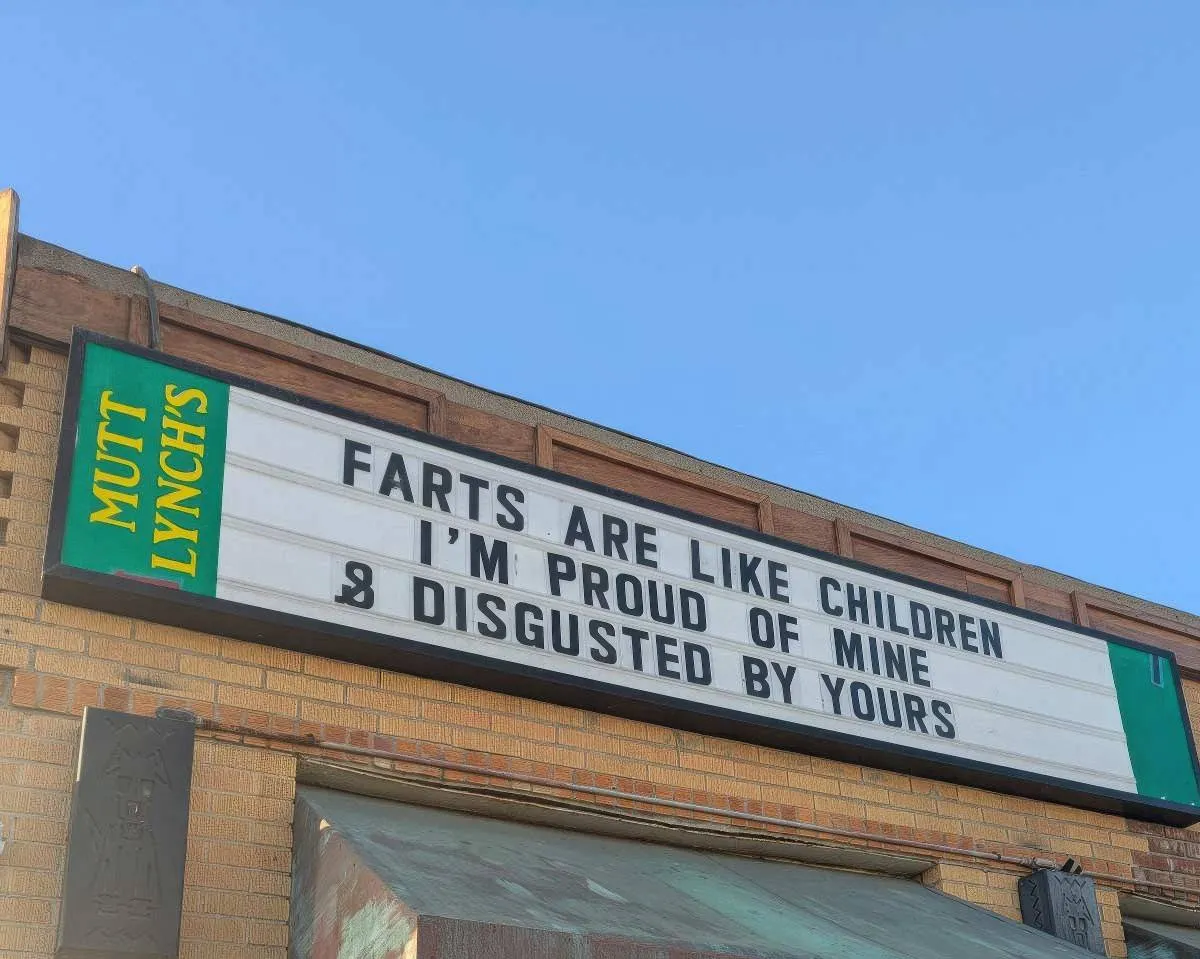 MUTT
LYNCH'S
FARTS ARE LIKE CHILDREN
I'M PROUD OF MINE
& DISGUSTED BY YOURS